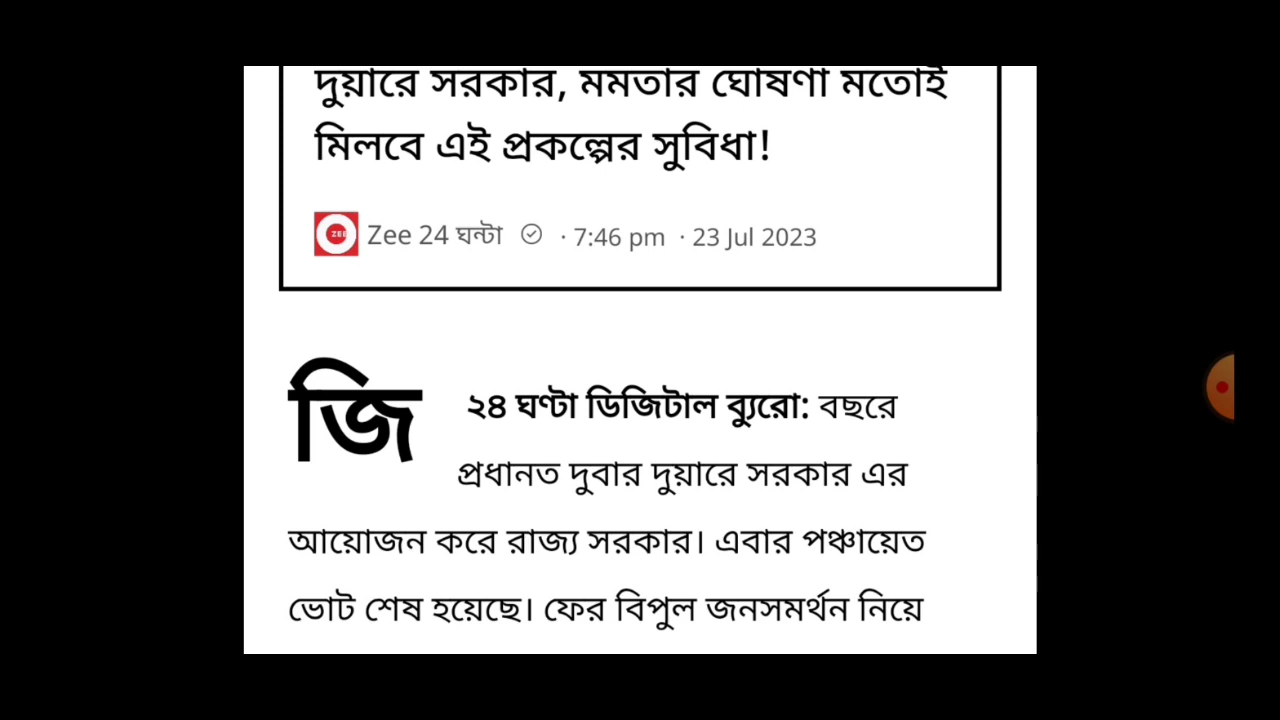 দুয়ারে সরকার, মমতার ঘোষণা মতোই
মিলবে এই প্রকল্পের সুবিধা!
ZEE Zee 24 ঘন্টা · 7:46 pm · 23 Jul 2023
জি ২৪ ঘণ্টা ডিজিটাল ব্যুরো: বছরে
প্রধানত দুবার দুয়ারে সরকার এর
আয়োজন করে রাজ্য সরকার। এবার পঞ্চায়েত
ভোট শেষ হয়েছে। ফের বিপুল জনসমর্থন নিয়ে